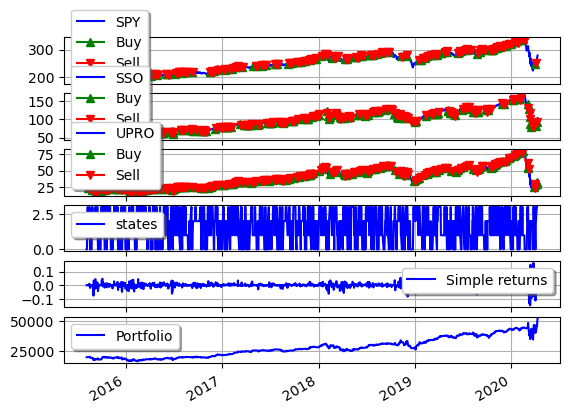 SPY
Buy
Sell
300
200
SSO
Buy
Sell
150
100
50
UPRO
Buy
Sell
75
50
25
states
2.5
0.0
Simple returns
0.1
0.0
−0.1
Portfolio
50000
25000
2016 2017 2018 2019 2020